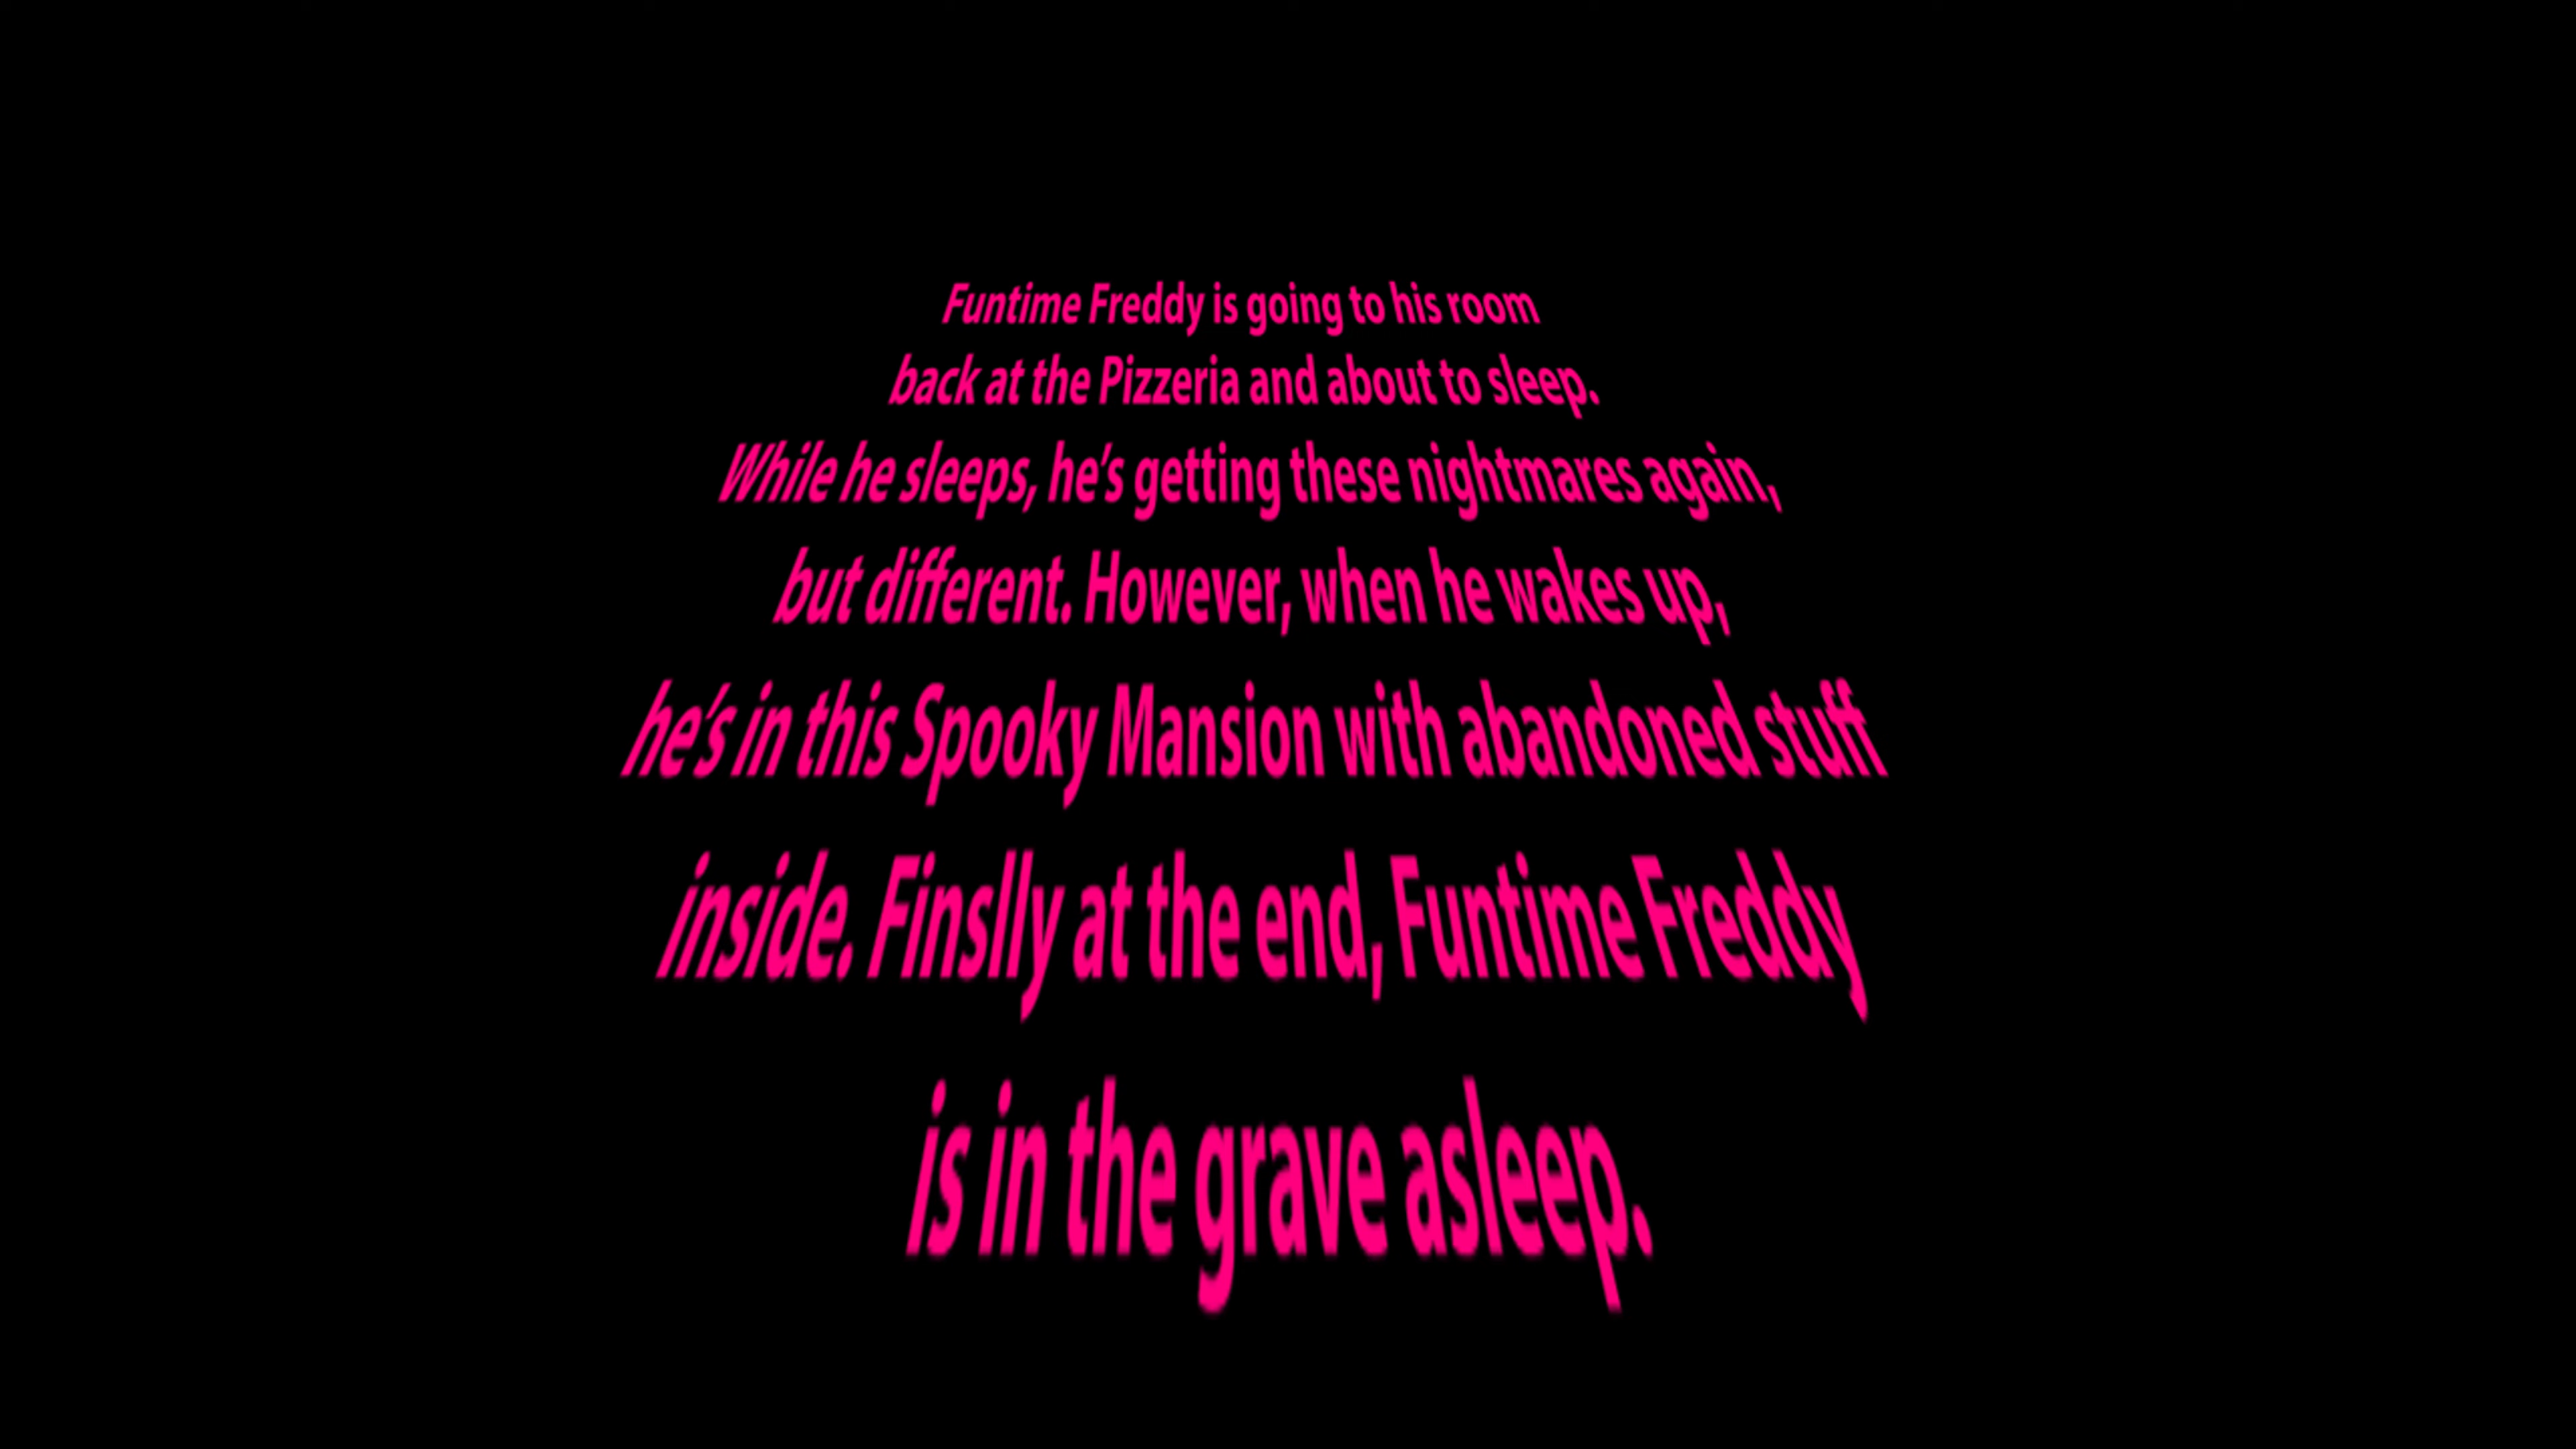 Funtime Freddy is going to his room
back at the Pizzeria and about to sleep.
While he sleeps, he’s getting these nightmares again,
but different. However, when he wakes up,
he’s in this Spooky Mansion with abandoned stuff
inside. Finslly at the end, Funtime Freddy
is in the grave asleep.